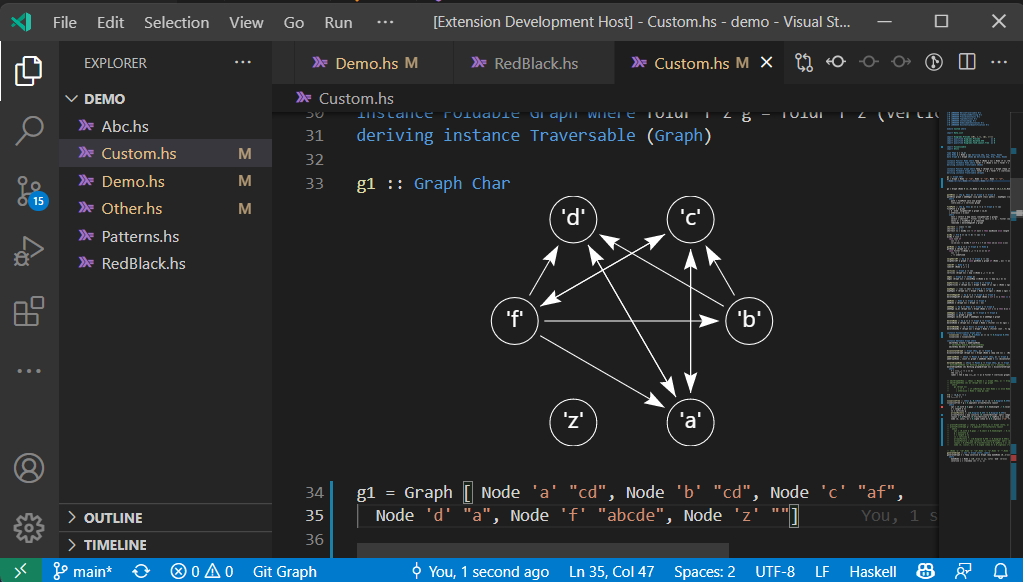 File Edit Selection View Go Run ··· [Extension Development Host] - Custom.hs - demo - Visual St...
EXPLORER ···
Demo.hs M RedBlack.hs Custom.hs M
DEMO
Custom.hs
Abc.hs
Custom.hs M
Demo.hs M
Other.hs M
Patterns.hs
RedBlack.hs
15
30 instance Foldable Graph where foldr f z g = foldr f z (vertic
31 deriving instance Traversable (Graph)
32
33 g1 :: Graph Char
'd' 'c'
'f' 'b'
'z' 'a'
34 g1 = Graph [ Node 'a' "cd", Node 'b' "cd", Node 'c' "af",
35 Node 'd' "a", Node 'f' "abcde", Node 'z' ""] You, 1 s
36
OUTLINE
TIMELINE
main* 0 0 Git Graph You, 1 second ago Ln 35, Col 47 Spaces: 2 UTF-8 LF Haskell